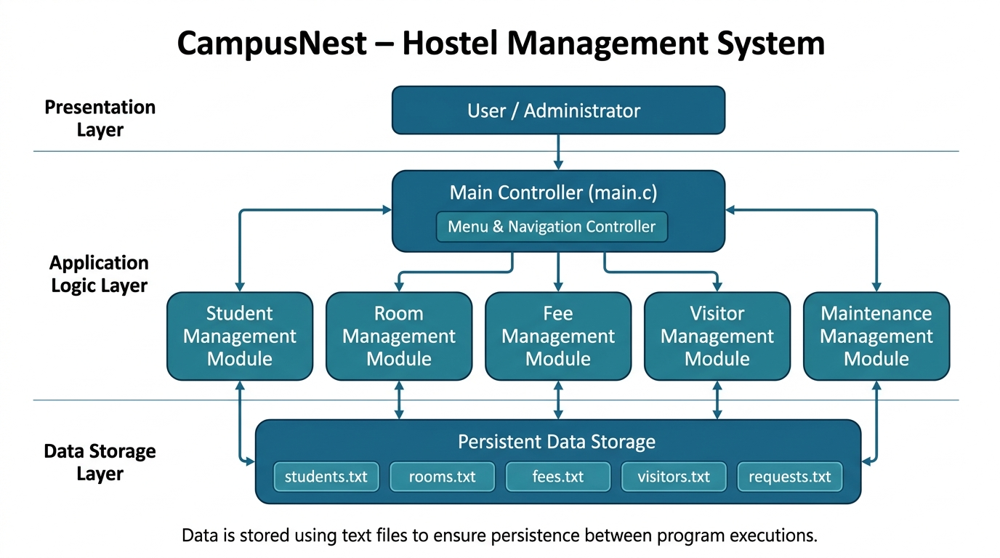 CampusNest – Hostel Management System
Presentation
Layer
User / Administrator
Main Controller (main.c)
Menu & Navigation Controller
Application
Logic Layer
Student
Management
Module
Room
Management
Module
Fee
Management
Module
Visitor
Management
Module
Maintenance
Management
Module
Data Storage
Layer
Persistent Data Storage
students.txt
rooms.txt
fees.txt
visitors.txt
requests.txt
Data is stored using text files to ensure persistence between program executions.